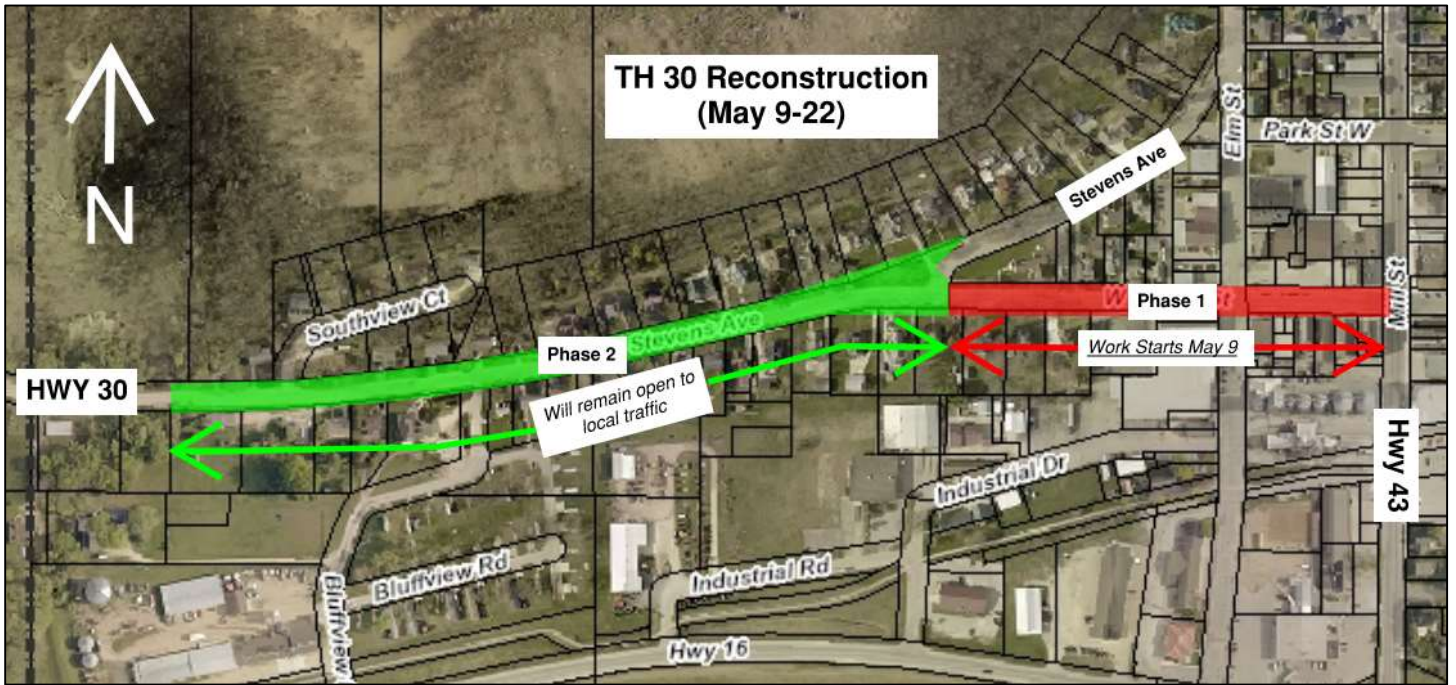 TH 30 Reconstruction
(May 9-22)
N
Elm St
Park St W
Stevens Ave
Southview Ct
Mill St
Phase 1
Stevens Ave
Phase 2
Work Starts May 9
HWY 30
Will remain open to
local traffic
Hwy 43
Industrial Dr
Bluffview Rd
Industrial Rd
Bluffview
Hwy 16